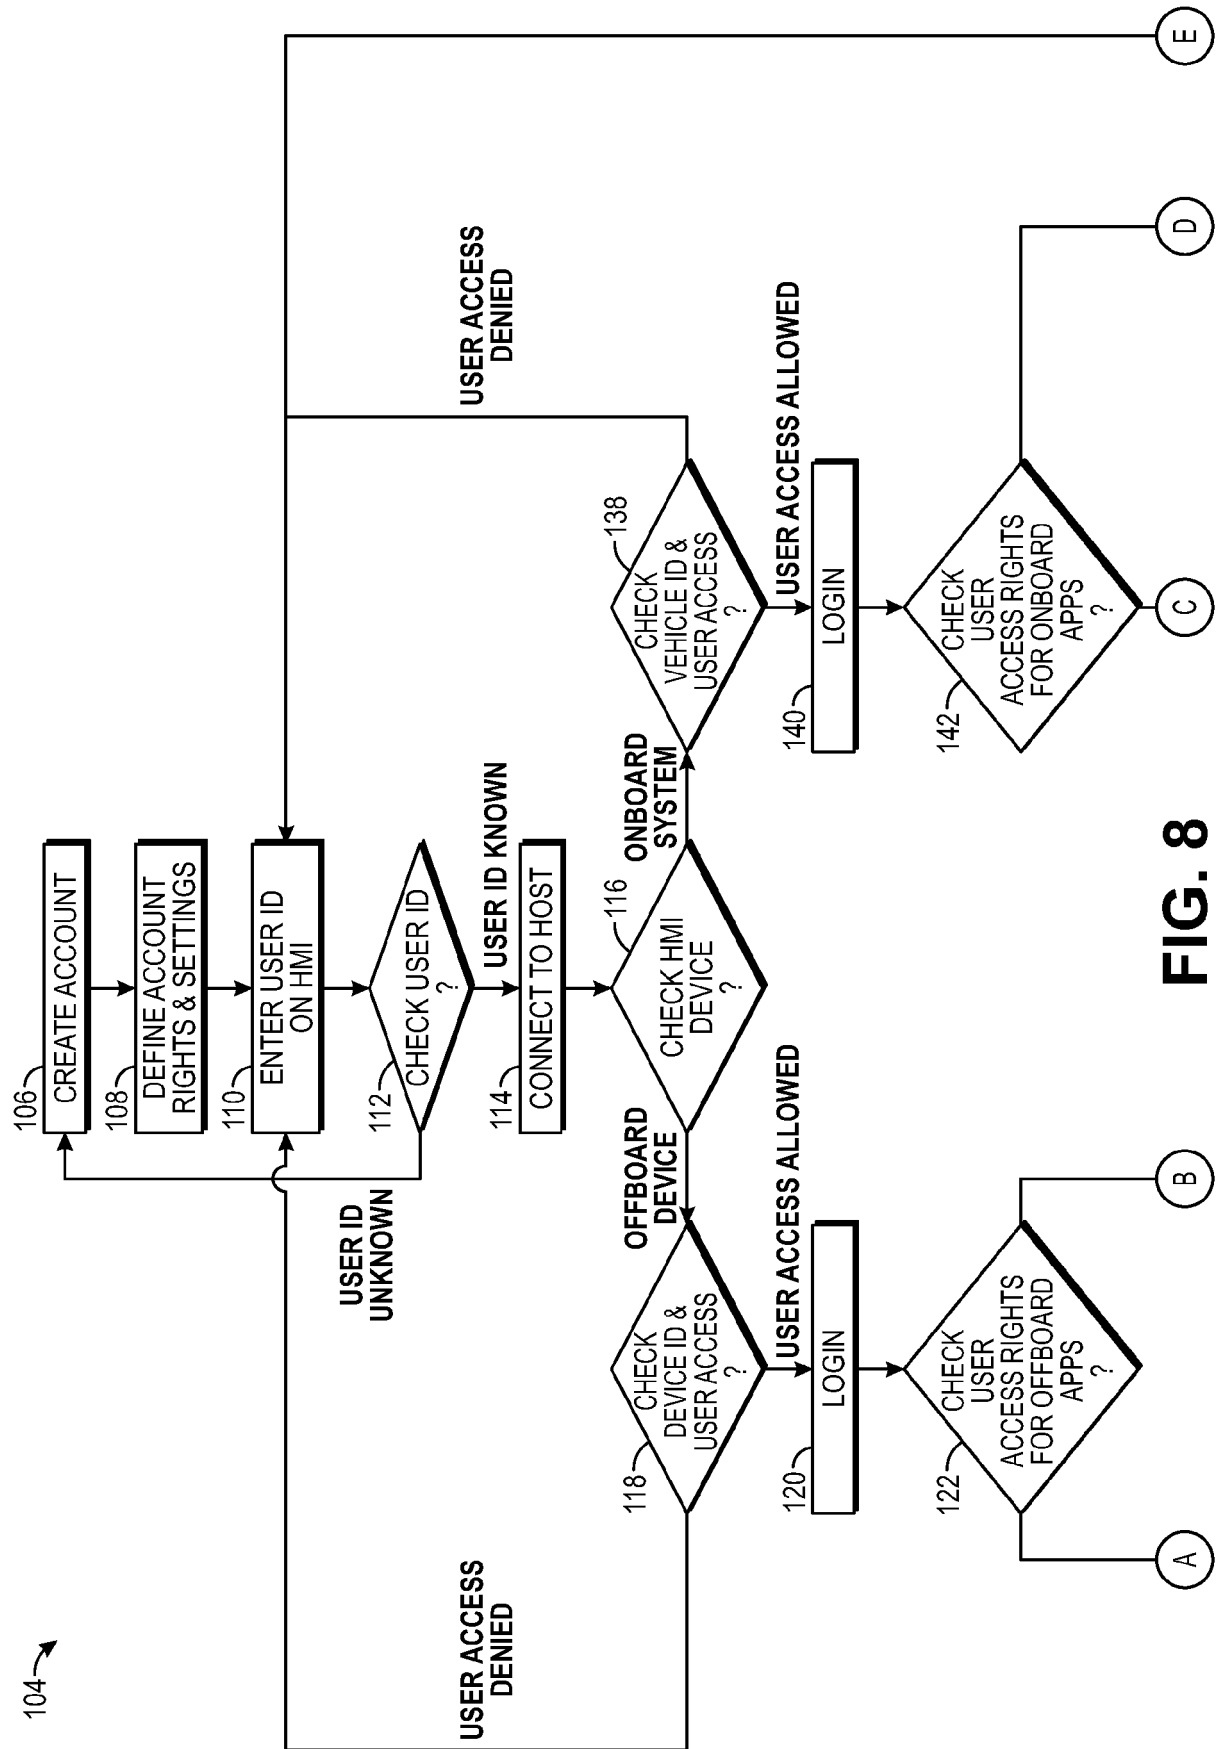 104
106
CREATE ACCOUNT
108
DEFINE ACCOUNT
RIGHTS & SETTINGS
110
ENTER USER ID
ON HMI
112
CHECK USER ID
?
USER ID
UNKNOWN
USER ID KNOWN
114
CONNECT TO HOST
116
CHECK HMI
DEVICE
?
OFFBOARD
DEVICE
ONBOARD
SYSTEM
USER ACCESS
DENIED
118
CHECK
DEVICE ID &
USER ACCESS
?
USER ACCESS ALLOWED
120
LOGIN
122
CHECK
USER
ACCESS RIGHTS
FOR OFFBOARD
APPS
?
USER ACCESS
DENIED
138
CHECK
VEHICLE ID &
USER ACCESS
?
USER ACCESS ALLOWED
140
LOGIN
142
CHECK
USER
ACCESS RIGHTS
FOR ONBOARD
APPS
?
A
B
C
D
E
FIG. 8